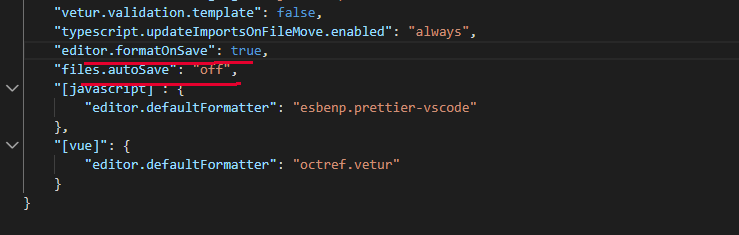 "vetur.validation.template": false,
"typescript.updateImportsOnFileMove.enabled": "always",
"editor.formatOnSave": true,
"files.autoSave": "off",
"[javascript]": {
"editor.defaultFormatter": "esbenp.prettier-vscode"
},
"[vue]": {
"editor.defaultFormatter": "octref.vetur"
}
}